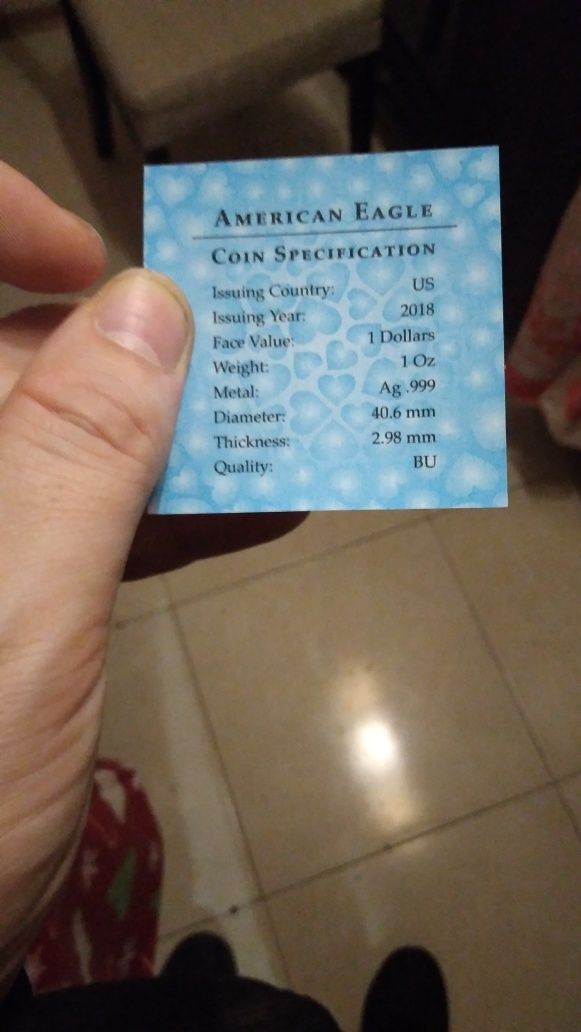 AMERICAN EAGLE
COIN SPECIFICATION
Issuing Country: US
Issuing Year: 2018
Face Value: 1 Dollars
Weight: 1 Oz
Metal: Ag .999
Diameter: 40.6 mm
Thickness: 2.98 mm
Quality: BU